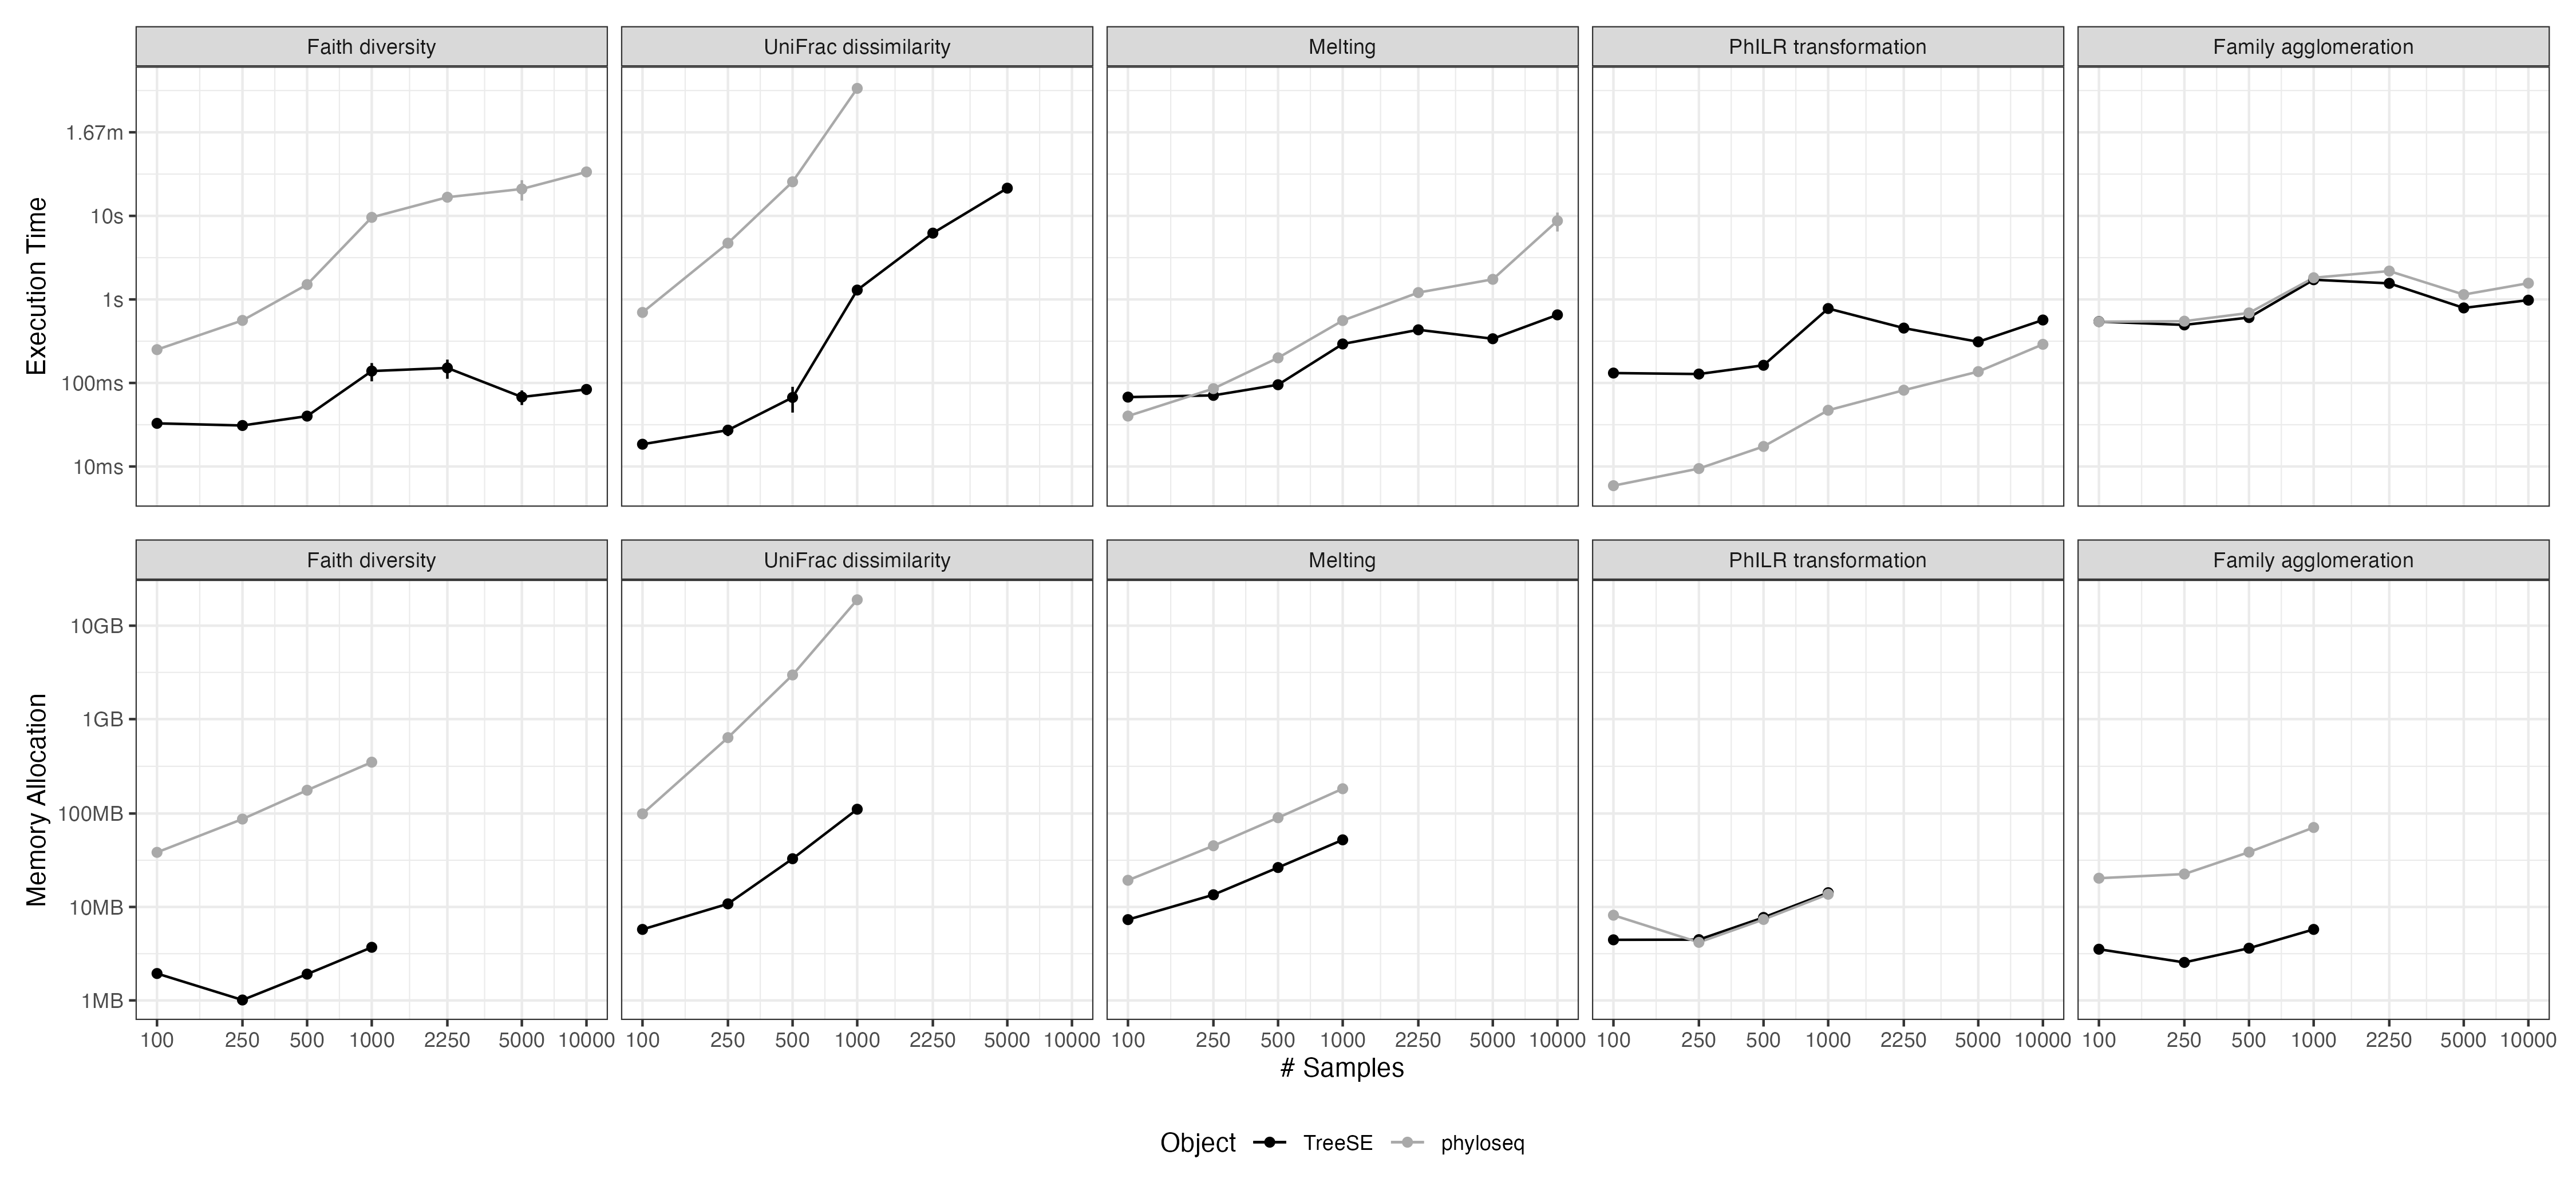 Faith diversity UniFrac dissimilarity Melting PhILR transformation Family agglomeration
Execution Time
1.67m
10s
1s
100ms
10ms
Faith diversity UniFrac dissimilarity Melting PhILR transformation Family agglomeration
Memory Allocation
10GB
1GB
100MB
10MB
1MB
100 250 500 1000 2250 5000 10000 100 250 500 1000 2250 5000 10000 100 250 500 1000 2250 5000 10000 100 250 500 1000 2250 5000 10000 100 250 500 1000 2250 5000 10000
# Samples
Object TreeSE phyloseq